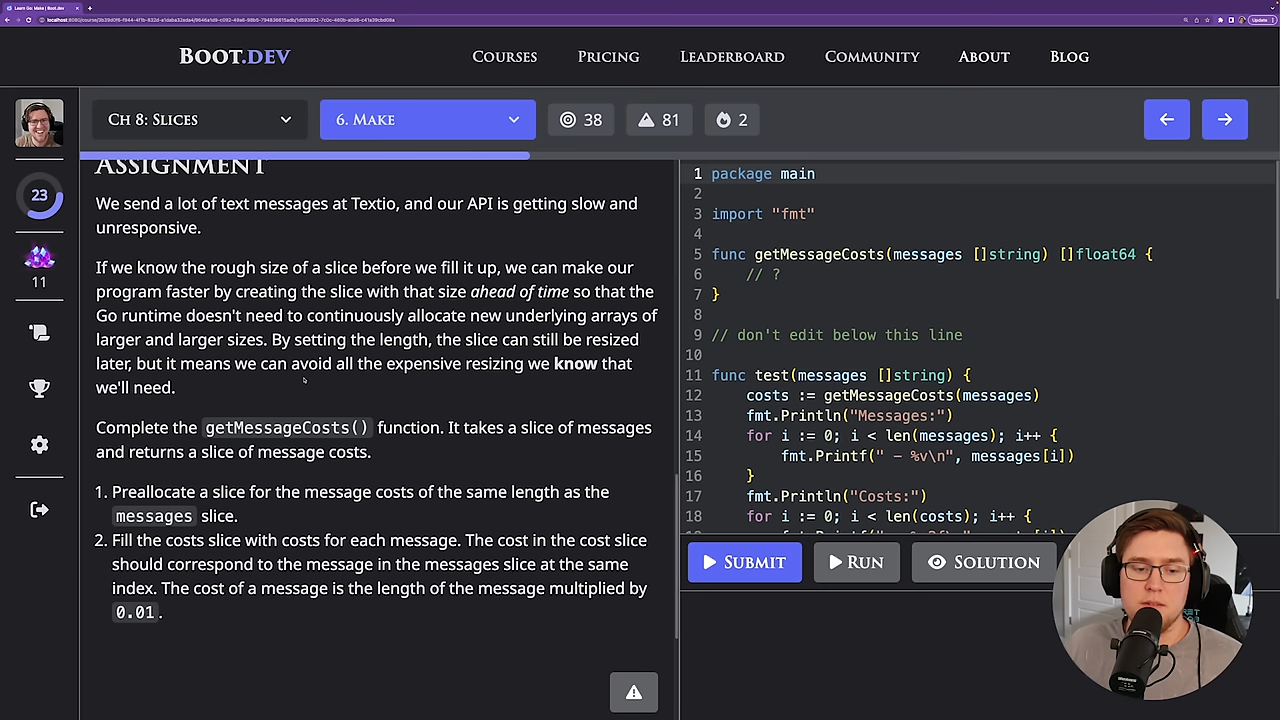 Learn Go: Make | Boot.dev
Update
BOOT.DEV
COURSES
PRICING
LEADERBOARD
COMMUNITY
ABOUT
BLOG
CH 8: SLICES
6. MAKE
38
81
2
23
11
ASSIGNMENT
We send a lot of text messages at Textio, and our API is getting slow and
unresponsive.
If we know the rough size of a slice before we fill it up, we can make our
program faster by creating the slice with that size ahead of time so that the
Go runtime doesn't need to continuously allocate new underlying arrays of
larger and larger sizes. By setting the length, the slice can still be resized
later, but it means we can avoid all the expensive resizing we know that
we'll need.
Complete the getMessageCosts() function. It takes a slice of messages
and returns a slice of message costs.
1. Preallocate a slice for the message costs of the same length as the
messages slice.
2. Fill the costs slice with costs for each message. The cost in the cost slice
should correspond to the message in the messages slice at the same
index. The cost of a message is the length of the message multiplied by
0.01.
1 package main
2
3 import "fmt"
4
5 func getMessageCosts(messages []string) []float64 {
6 // ?
7 }
8
9 // don't edit below this line
10
11 func test(messages []string) {
12 costs := getMessageCosts(messages)
13 fmt.Println("Messages:")
14 for i := 0; i < len(messages); i++ {
15 fmt.Printf(" - %v\n", messages[i])
16 }
17 fmt.Println("Costs:")
18 for i := 0; i < len(costs); i++ {
SUBMIT
RUN
SOLUTION